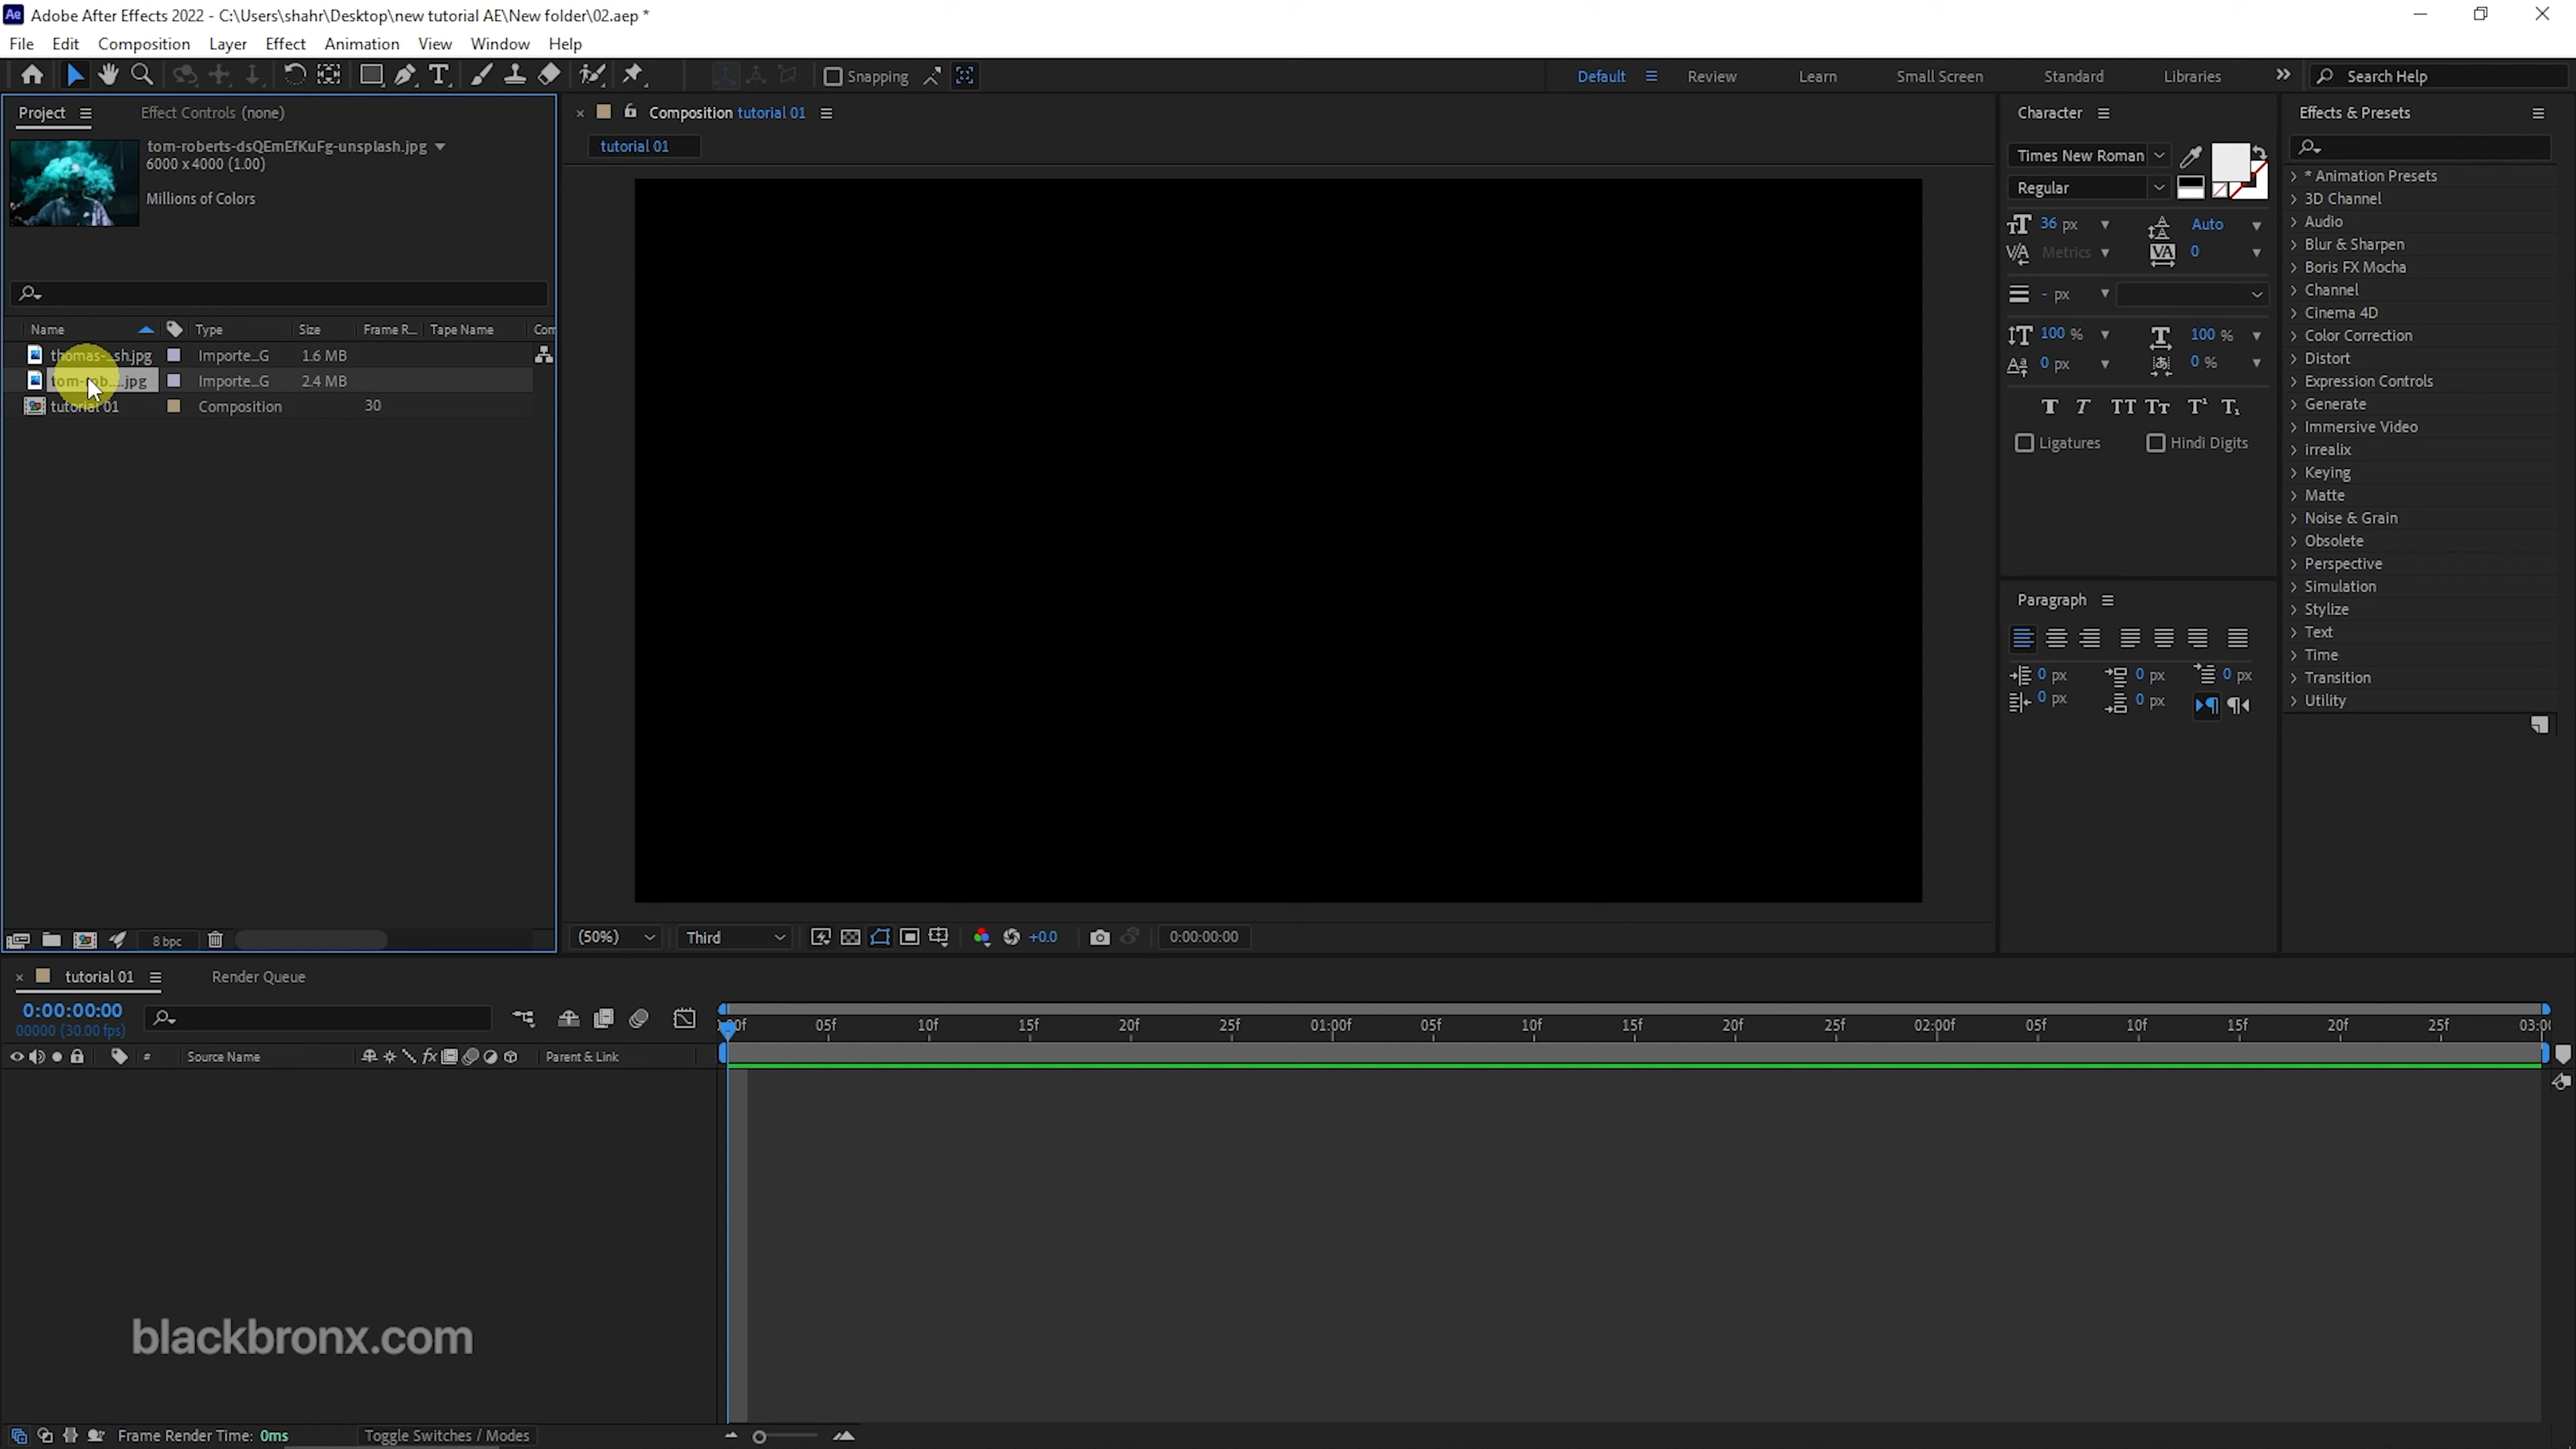 Adobe After Effects 2022 - C:\Users\shahr\Desktop\new tutorial AE\New folder\02.aep *
File Edit Composition Layer Effect Animation View Window Help
Snapping Default Review Learn Small Screen Standard Libraries Search Help
Project Effect Controls (none)
tom-roberts-dsQEmEfKuFg-unsplash.jpg
6000 x 4000 (1.00)
Millions of Colors
Name Type Size Frame R... Tape Name Com
thomas-...sh.jpg Importe...G 1.6 MB
tom-rob....jpg Importe...G 2.4 MB
tutorial 01 Composition 30
8 bpc
Composition tutorial 01
tutorial 01
(50%) Third +0.0 0:00:00:00
Character
Times New Roman
Regular
36 px Auto
Metrics 0
- px
100 % 100 %
0 px 0 %
Ligatures Hindi Digits
Paragraph
0 px 0 px 0 px
0 px 0 px
Effects & Presets
* Animation Presets
3D Channel
Audio
Blur & Sharpen
Boris FX Mocha
Channel
Cinema 4D
Color Correction
Distort
Expression Controls
Generate
Immersive Video
irrealix
Keying
Matte
Noise & Grain
Obsolete
Perspective
Simulation
Stylize
Text
Time
Transition
Utility
tutorial 01 Render Queue
0:00:00:00
00000 (30.00 fps)
05f 10f 15f 20f 25f 01:00f 05f 10f 15f 20f 25f 02:00f 05f 10f 15f 20f 25f 03:0
# Source Name Parent & Link
blackbronx.com
Frame Render Time: 0ms Toggle Switches / Modes